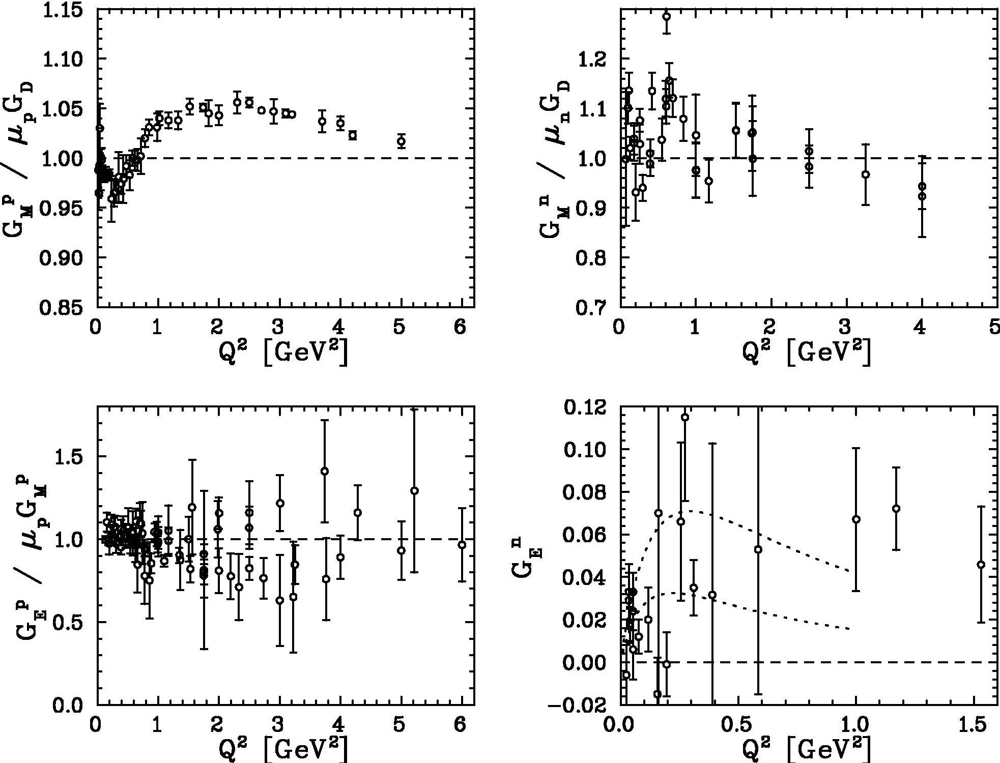 1.15
1.10
1.05
1.00
0.95
0.90
0.85
0 1 2 3 4 5 6
Q² [GeV²]
G_M^p / μ_p G_D
1.2
1.1
1.0
0.9
0.8
0.7
0 1 2 3 4 5
Q² [GeV²]
G_M^n / μ_n G_D
1.5
1.0
0.5
0.0
0 1 2 3 4 5 6
Q² [GeV²]
G_E^p / μ_p G_M^p
0.12
0.10
0.08
0.06
0.04
0.02
0.00
−0.02
0.0 0.5 1.0 1.5
Q² [GeV²]
G_E^n